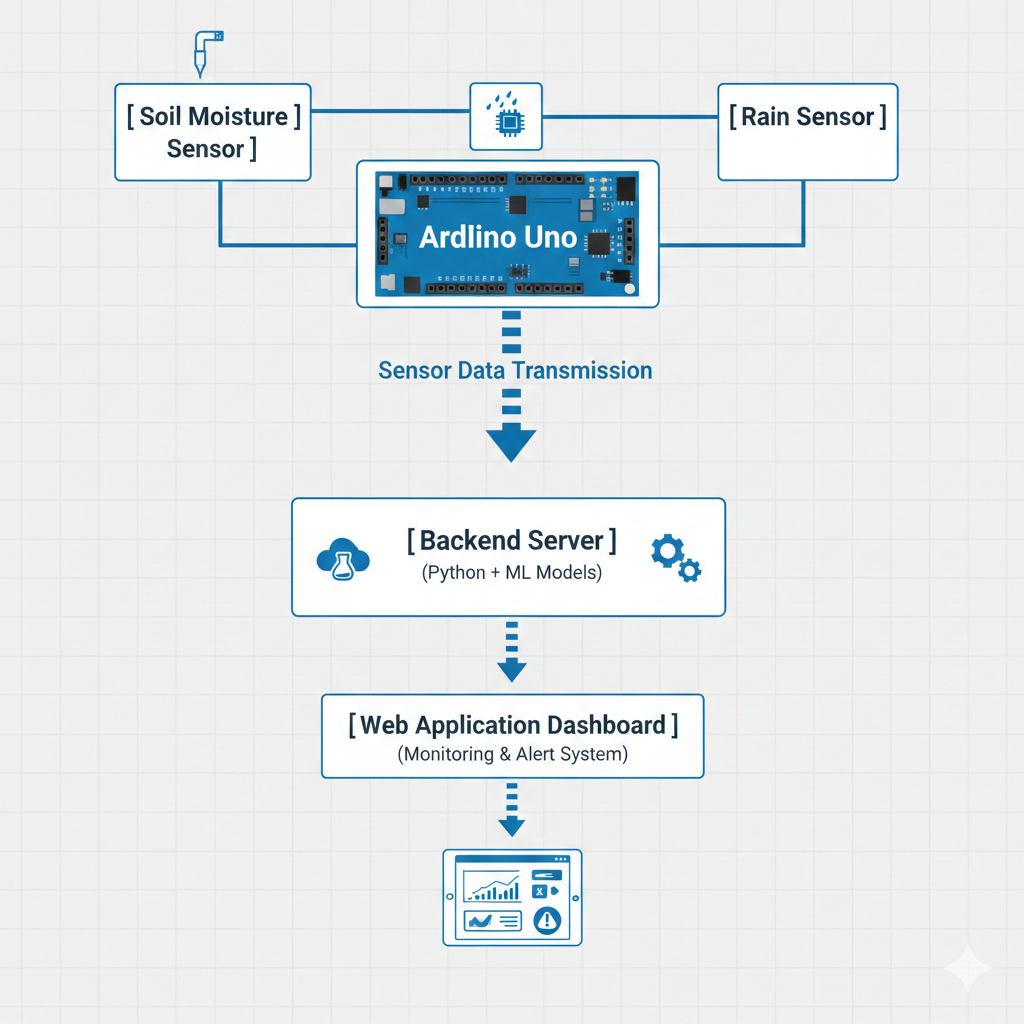 [ Soil Moisture ]
Sensor ]
[ Rain Sensor ]
Ardlino Uno
Sensor Data Transmission
[ Backend Server ]
(Python + ML Models)
[ Web Application Dashboard ]
(Monitoring & Alert System)